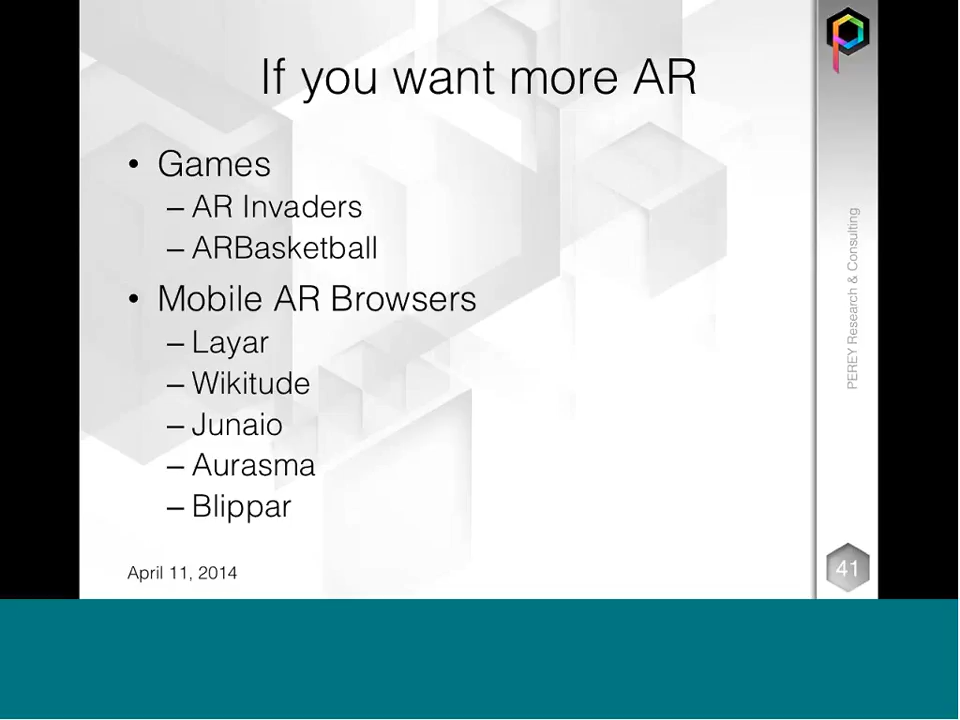 If you want more AR
• Games
– AR Invaders
– ARBasketball
• Mobile AR Browsers
– Layar
– Wikitude
– Junaio
– Aurasma
– Blippar
April 11, 2014
PEREY Research & Consulting
41